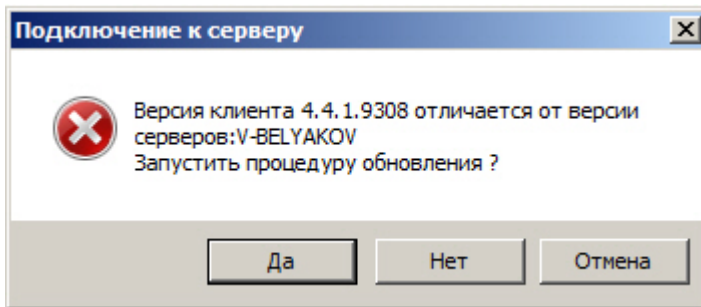 Подключение к серверу
Версия клиента 4.4.1.9308 отличается от версии
серверов:V-BELYAKOV
Запустить процедуру обновления ?
Да
Нет
Отмена